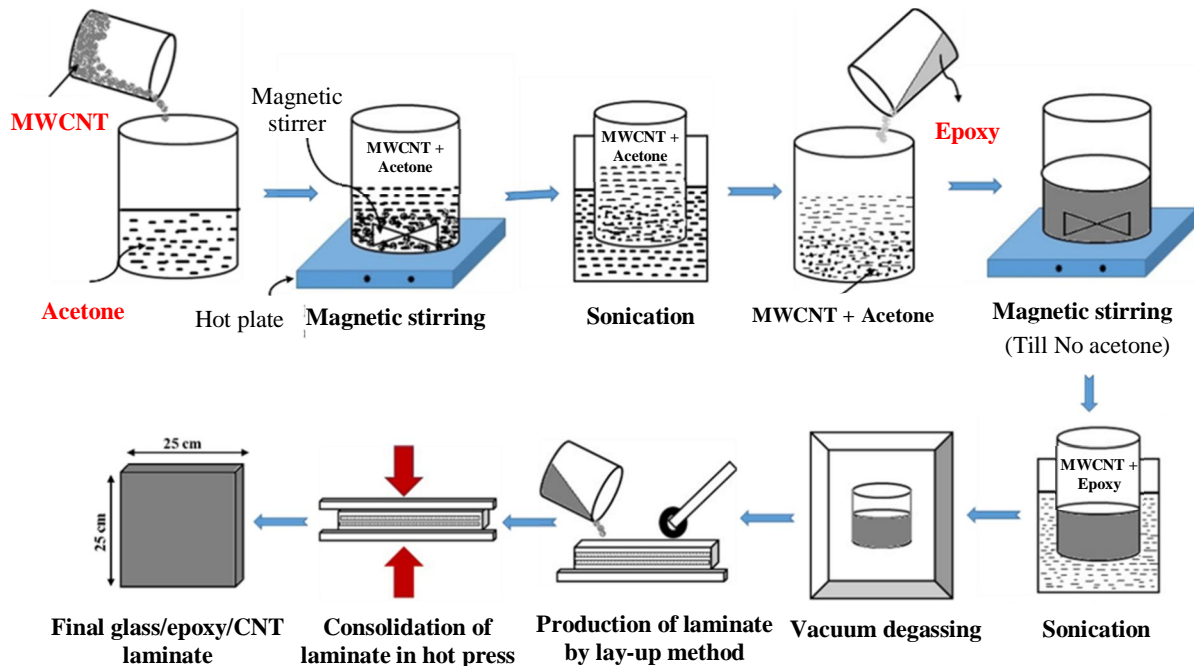 MWCNT
Acetone
Magnetic
stirrer
MWCNT +
Acetone
Hot plate
Magnetic stirring
MWCNT +
Acetone
Sonication
Epoxy
MWCNT + Acetone
Magnetic stirring
(Till No acetone)
MWCNT +
Epoxy
Sonication
Vacuum degassing
Production of laminate
by lay-up method
Consolidation of
laminate in hot press
25 cm
25 cm
Final glass/epoxy/CNT
laminate